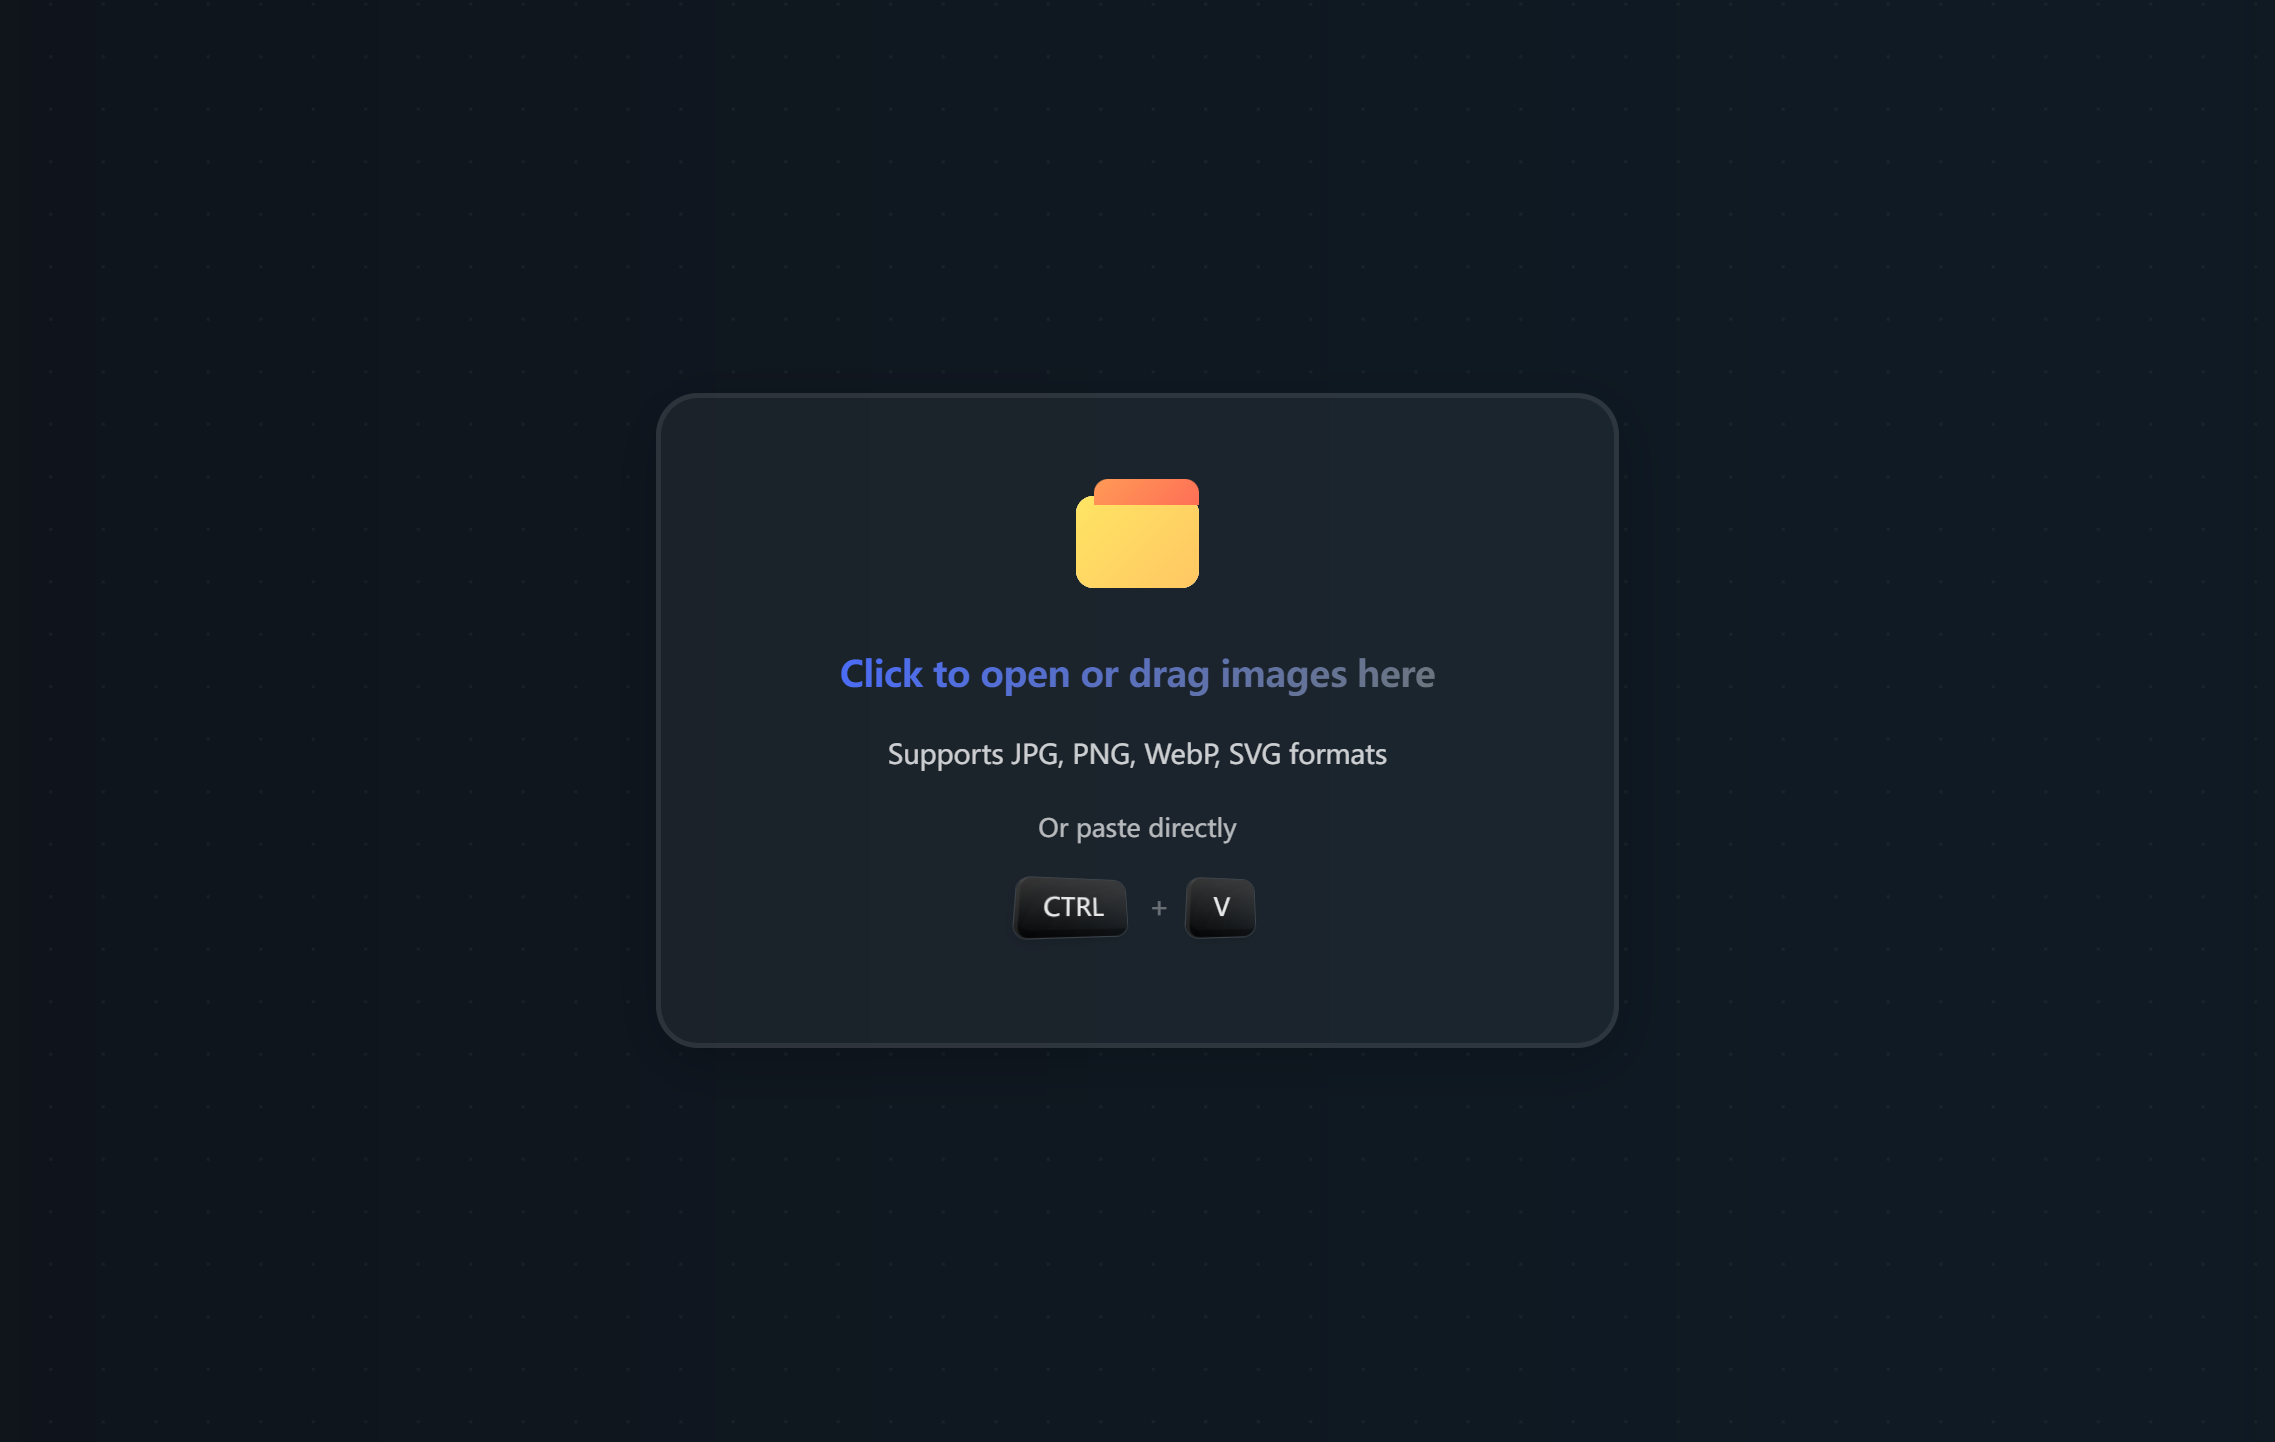 Click to open or drag images here
Supports JPG, PNG, WebP, SVG formats
Or paste directly
CTRL + V